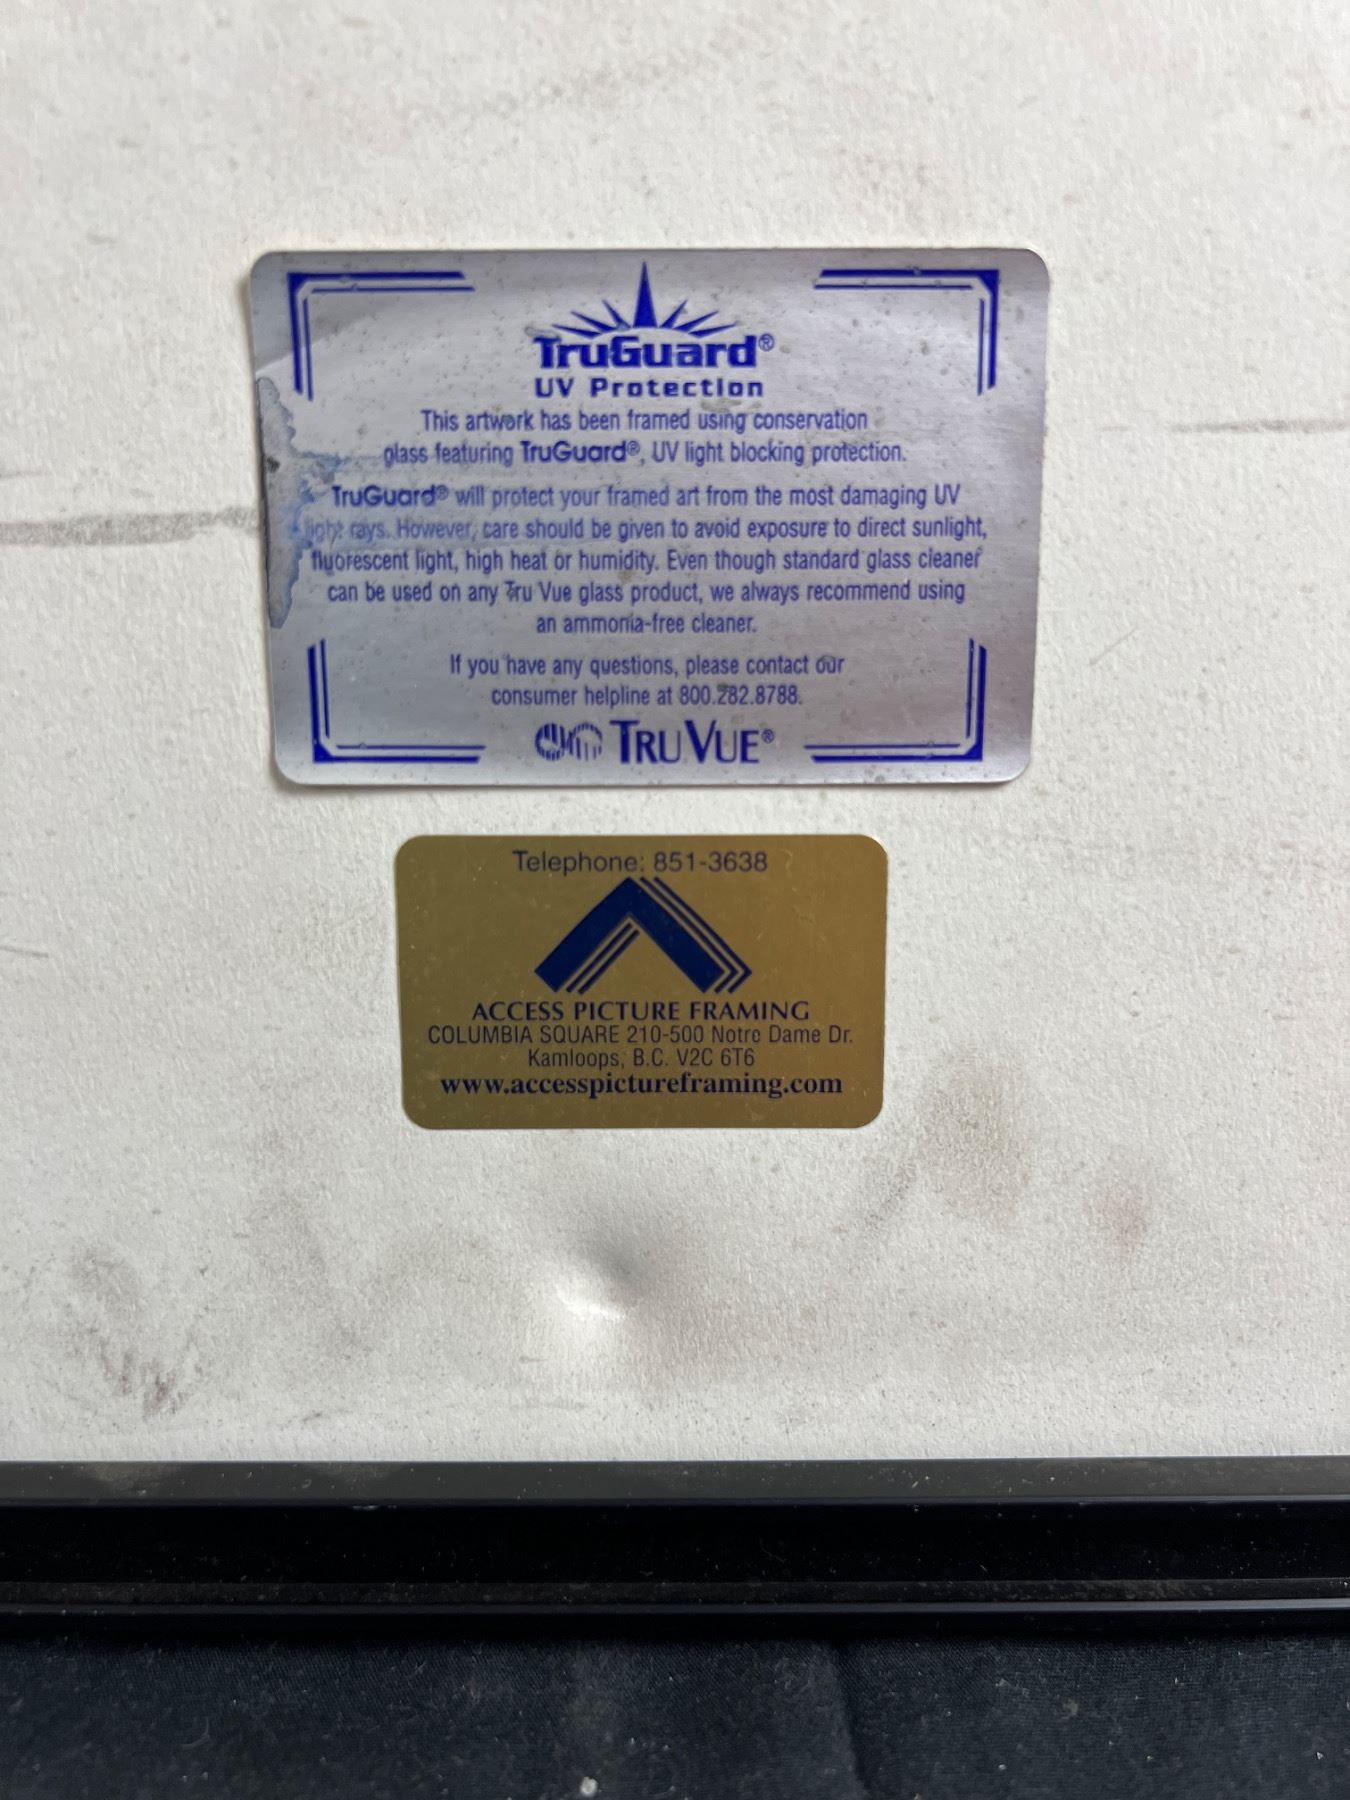 TruGuard®
UV Protection
This artwork has been framed using conservation
glass featuring TruGuard®, UV light blocking protection.
TruGuard® will protect your framed art from the most damaging UV
light rays. However, care should be given to avoid exposure to direct sunlight,
fluorescent light, high heat or humidity. Even though standard glass cleaner
can be used on any Tru Vue glass product, we always recommend using
an ammonia-free cleaner.
If you have any questions, please contact our
consumer helpline at 800.282.8788.
TRU VUE®
Telephone: 851-3638
ACCESS PICTURE FRAMING
COLUMBIA SQUARE 210-500 Notre Dame Dr.
Kamloops, B.C. V2C 6T6
www.accesspictureframing.com